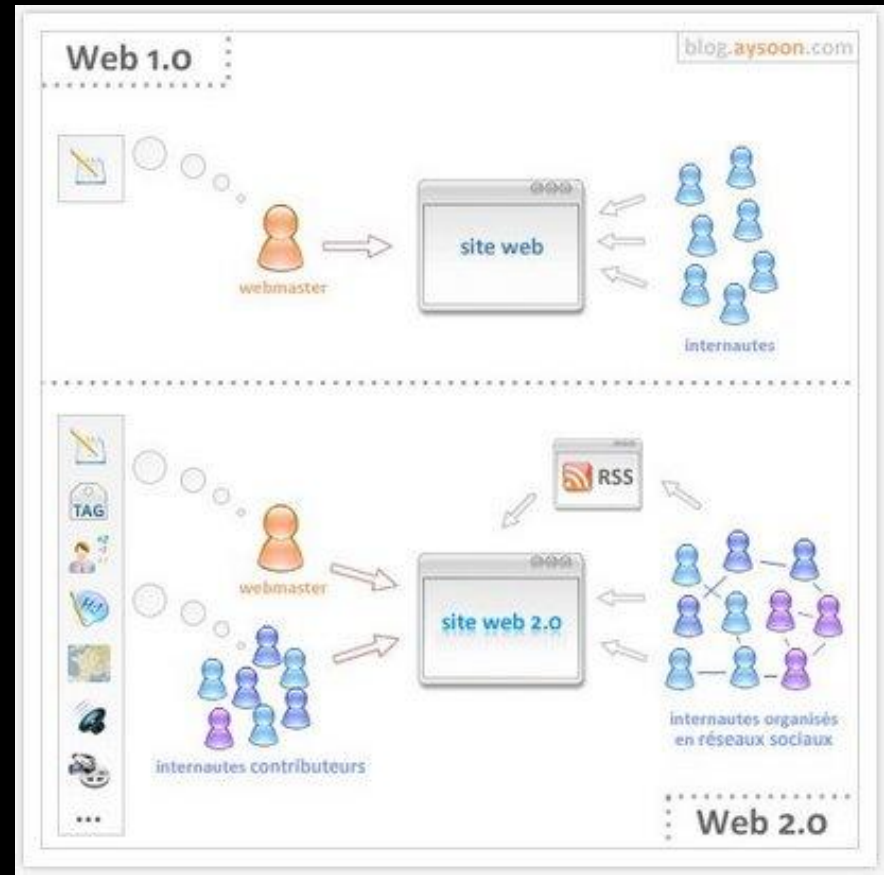 Web 1.0
blog.aysoon.com
webmaster
site web
internautes
TAG
RSS
webmaster
site web 2.0
internautes contributeurs
internautes organisés
en réseaux sociaux
...
Web 2.0